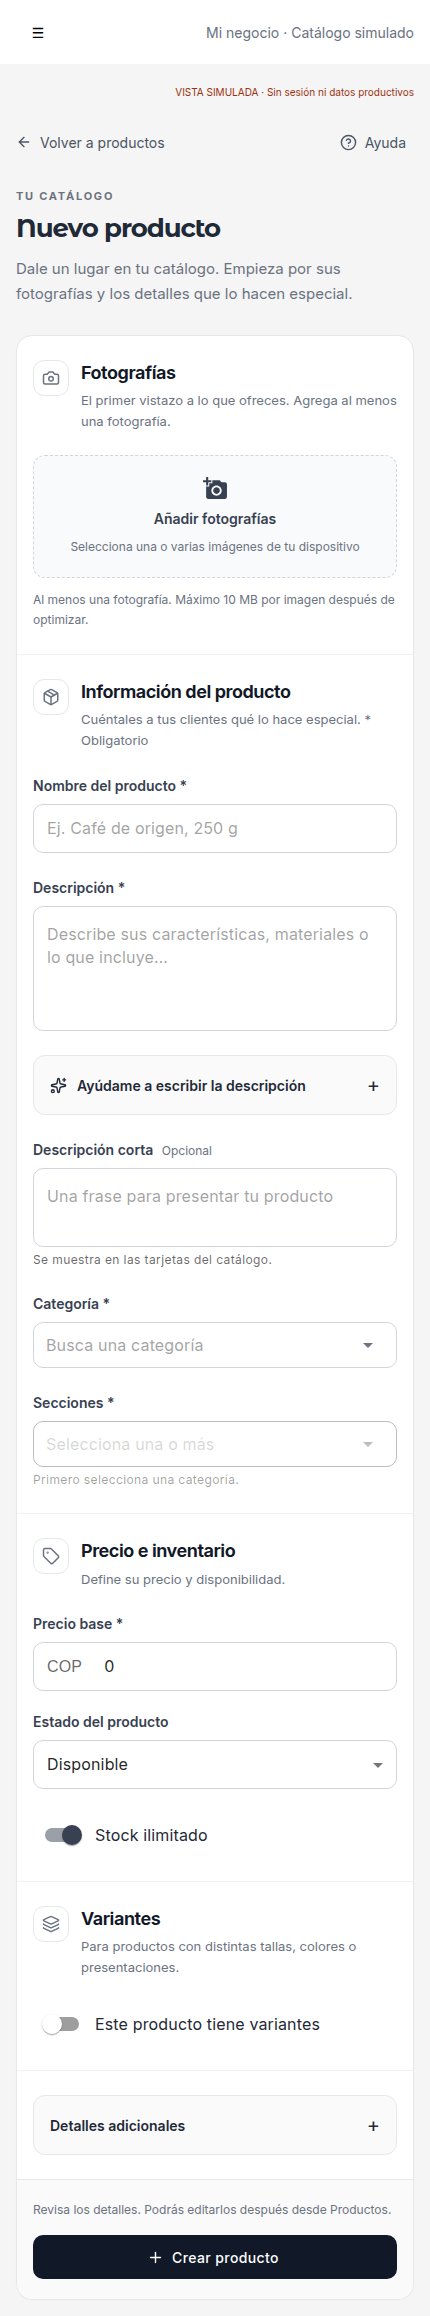 Mi negocio · Catálogo simulado
VISTA SIMULADA · Sin sesión ni datos productivos
Volver a productos
Ayuda
TU CATÁLOGO
Nuevo producto
Dale un lugar en tu catálogo. Empieza por sus
fotografías y los detalles que lo hacen especial.
Fotografías
El primer vistazo a lo que ofreces. Agrega al menos
una fotografía.
Añadir fotografías
Selecciona una o varias imágenes de tu dispositivo
Al menos una fotografía. Máximo 10 MB por imagen después de
optimizar.
Información del producto
Cuéntales a tus clientes qué lo hace especial. *
Obligatorio
Nombre del producto *
Ej. Café de origen, 250 g
Descripción *
Describe sus características, materiales o
lo que incluye...
Ayúdame a escribir la descripción +
Descripción corta Opcional
Una frase para presentar tu producto
Se muestra en las tarjetas del catálogo.
Categoría *
Busca una categoría
Secciones *
Selecciona una o más
Primero selecciona una categoría.
Precio e inventario
Define su precio y disponibilidad.
Precio base *
COP 0
Estado del producto
Disponible
Stock ilimitado
Variantes
Para productos con distintas tallas, colores o
presentaciones.
Este producto tiene variantes
Detalles adicionales +
Revisa los detalles. Podrás editarlos después desde Productos.
Crear producto